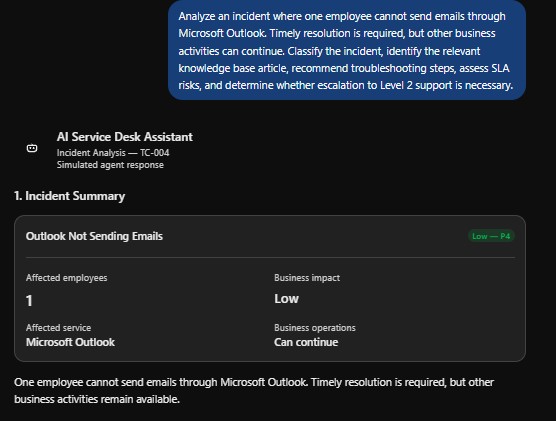 Analyze an incident where one employee cannot send emails through
Microsoft Outlook. Timely resolution is required, but other business
activities can continue. Classify the incident, identify the relevant
knowledge base article, recommend troubleshooting steps, assess SLA
risks, and determine whether escalation to Level 2 support is necessary.
AI Service Desk Assistant
Incident Analysis — TC-004
Simulated agent response
1. Incident Summary
Outlook Not Sending Emails
Low — P4
Affected employees
Business impact
1
Low
Affected service
Business operations
Microsoft Outlook
Can continue
One employee cannot send emails through Microsoft Outlook. Timely resolution is required, but other
business activities remain available.